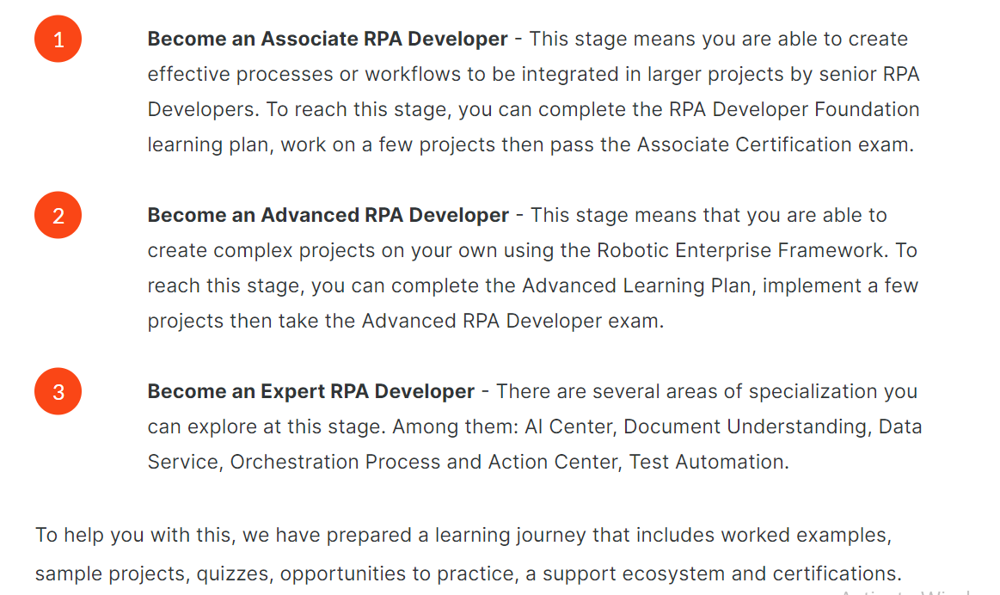 1
Become an Associate RPA Developer - This stage means you are able to create
effective processes or workflows to be integrated in larger projects by senior RPA
Developers. To reach this stage, you can complete the RPA Developer Foundation
learning plan, work on a few projects then pass the Associate Certification exam.
2
Become an Advanced RPA Developer - This stage means that you are able to
create complex projects on your own using the Robotic Enterprise Framework. To
reach this stage, you can complete the Advanced Learning Plan, implement a few
projects then take the Advanced RPA Developer exam.
3
Become an Expert RPA Developer - There are several areas of specialization you
can explore at this stage. Among them: AI Center, Document Understanding, Data
Service, Orchestration Process and Action Center, Test Automation.
To help you with this, we have prepared a learning journey that includes worked examples,
sample projects, quizzes, opportunities to practice, a support ecosystem and certifications.